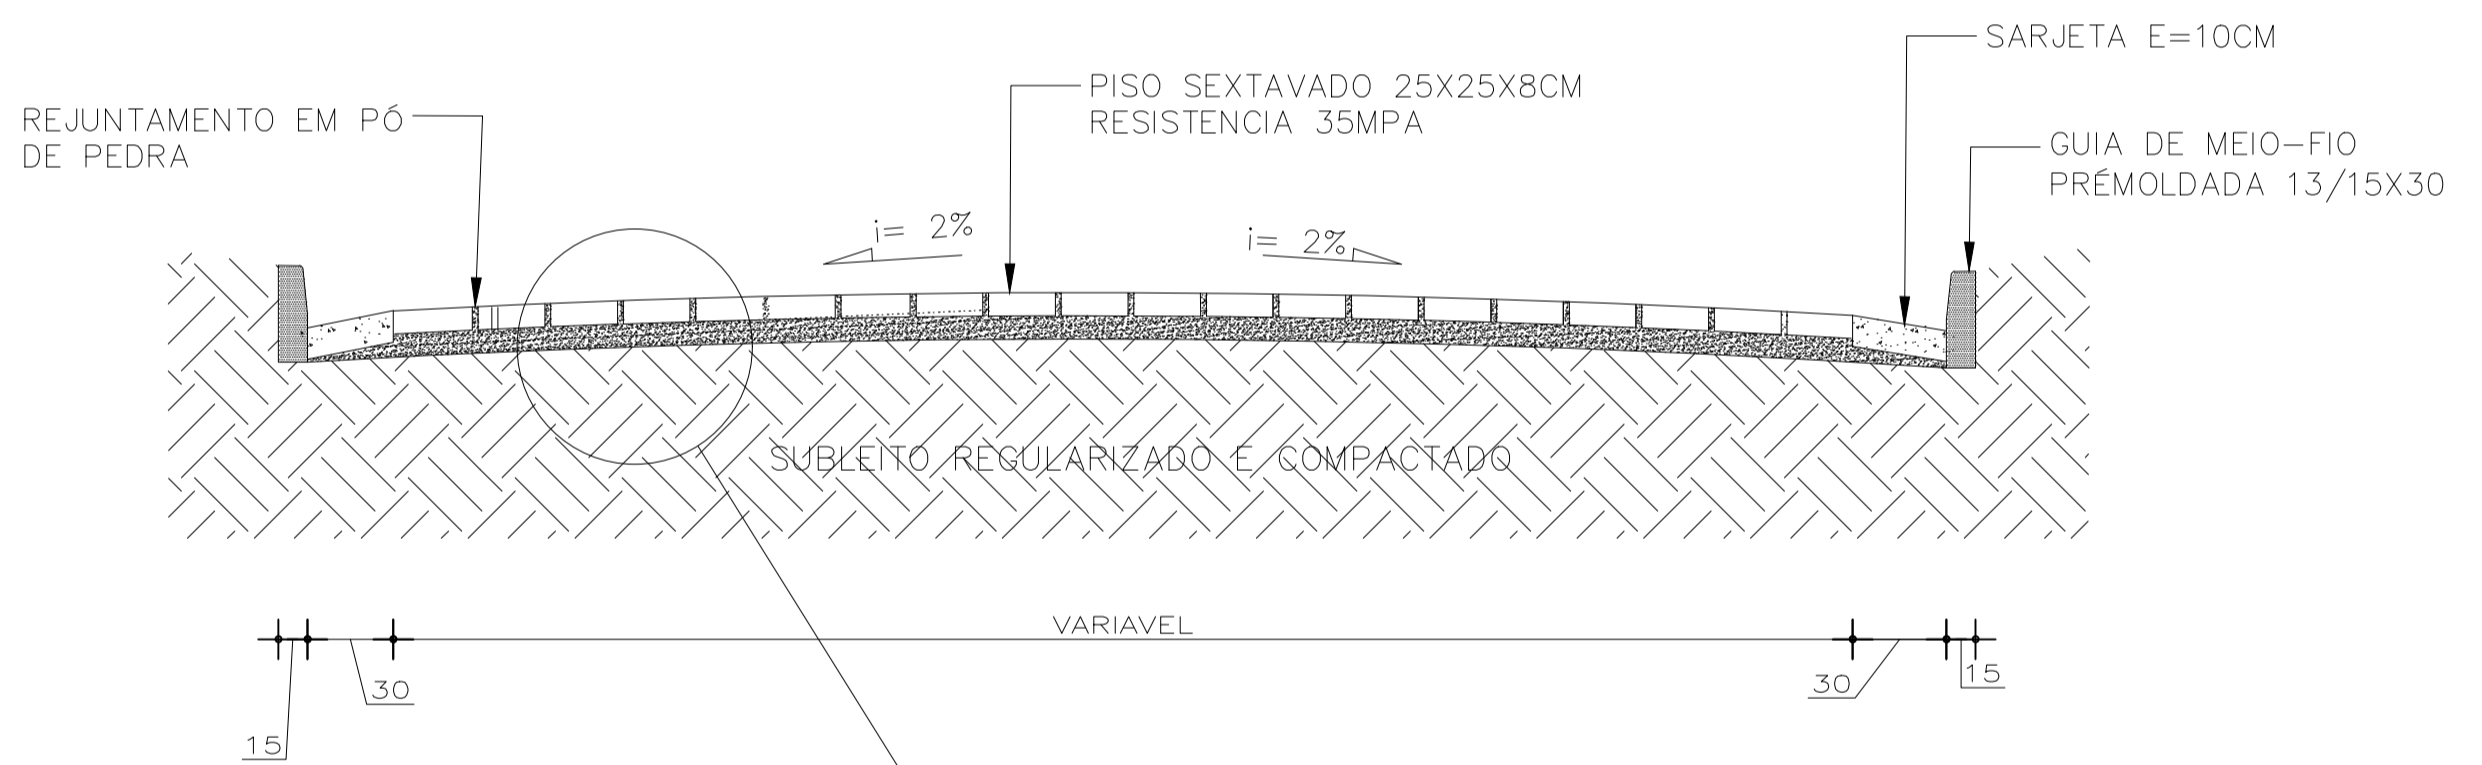 SARJETA E=10CM
PISO SEXTAVADO 25X25X8CM
RESISTENCIA 35MPA
REJUNTAMENTO EM PÓ
DE PEDRA
GUIA DE MEIO-FIO
PRÉMOLDADA 13/15X30
i= 2%
i= 2%
SUBLEITO REGULARIZADO E COMPACTADO
VARIAVEL
30
30
15
15